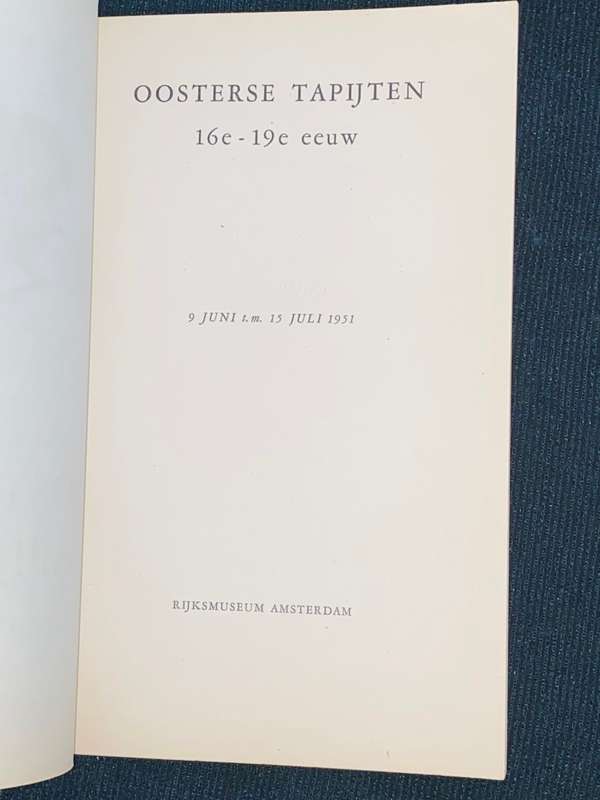 OOSTERSE TAPIJTEN
16e - 19e eeuw
9 JUNI t.m. 15 JULI 1951
RIJKSMUSEUM AMSTERDAM